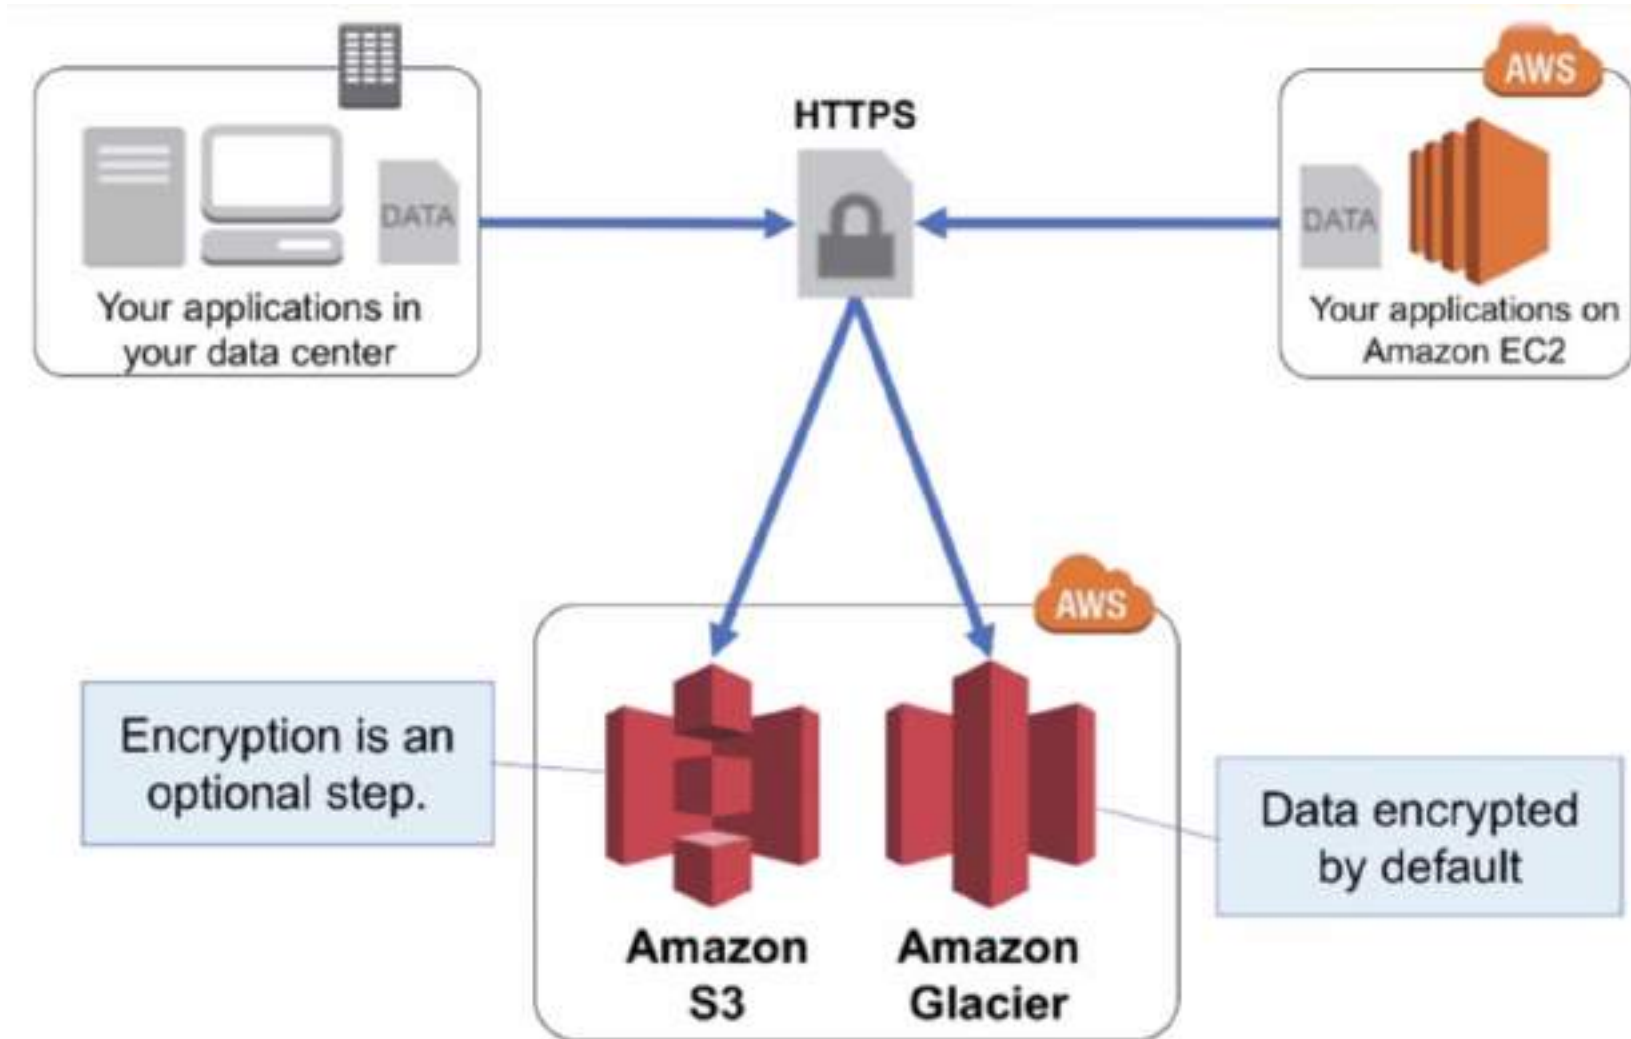 HTTPS
AWS
DATA
DATA
Your applications in
your data center
Your applications on
Amazon EC2
AWS
Encryption is an
optional step.
Data encrypted
by default
Amazon
S3
Amazon
Glacier